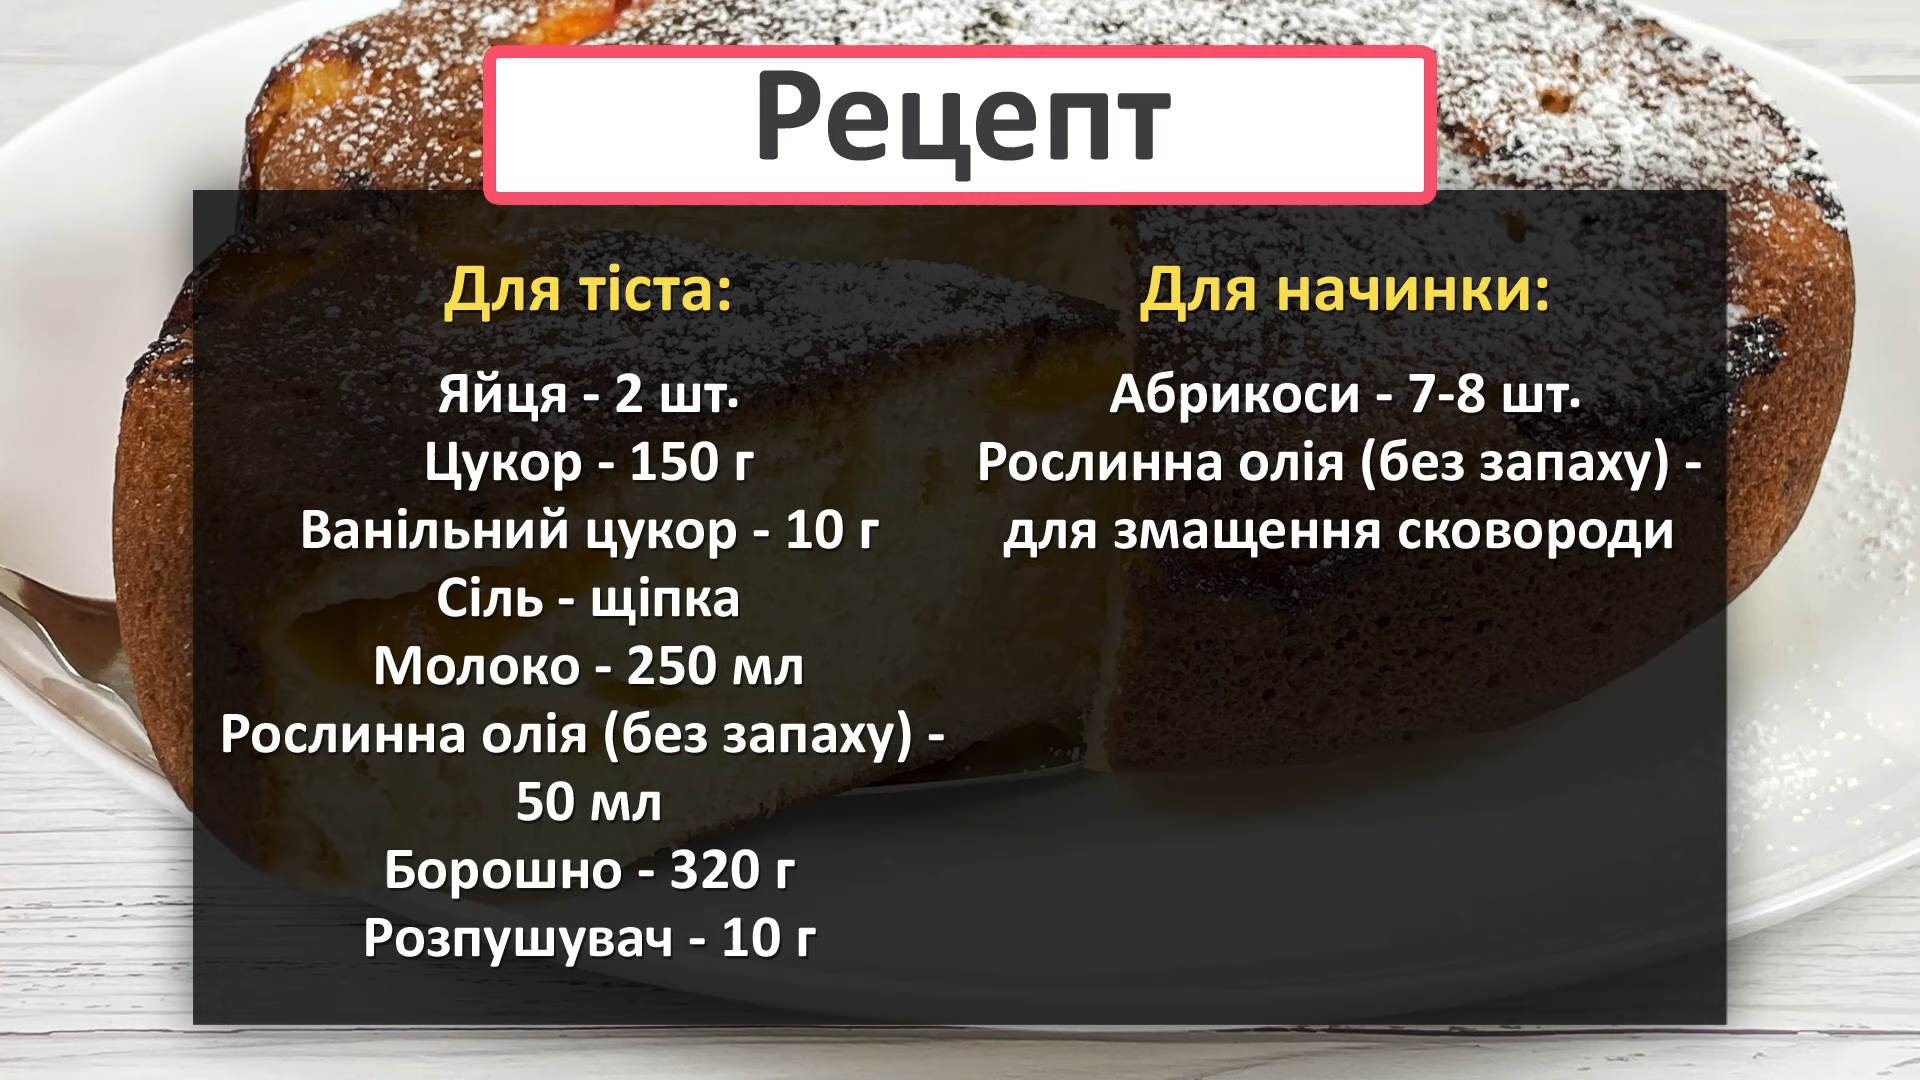 Рецепт
Для тіста:
Яйця - 2 шт.
Цукор - 150 г
Ванільний цукор - 10 г
Сіль - щіпка
Молоко - 250 мл
Рослинна олія (без запаху) -
50 мл
Борошно - 320 г
Розпушувач - 10 г
Для начинки:
Абрикоси - 7-8 шт.
Рослинна олія (без запаху) -
для змащення сковороди